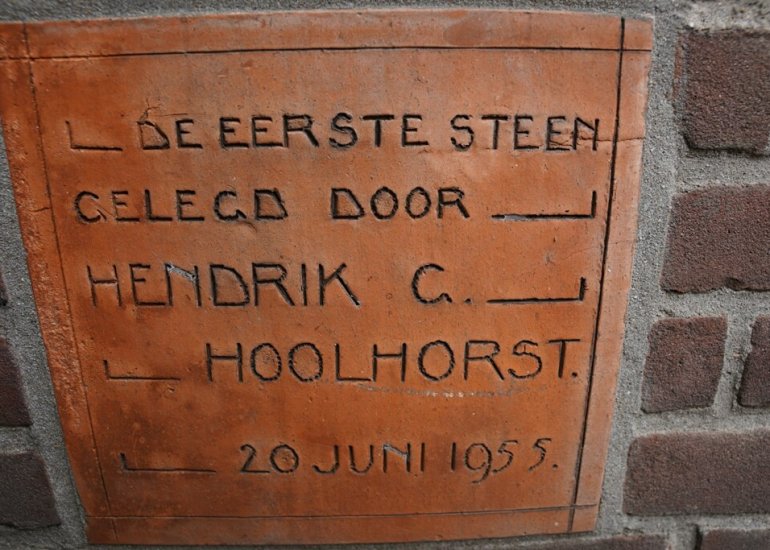 DE EERSTE STEEN
GELEGD DOOR
HENDRIK G.
HOOLHORST.
20 JUNI 1955.